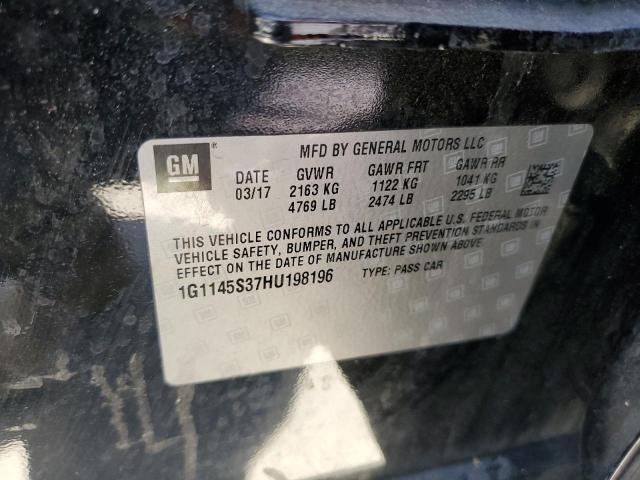 GM ®
MFD BY GENERAL MOTORS LLC
DATE GVWR GAWR FRT GAWR RR
03/17 2163 KG 1122 KG 1041 KG
4769 LB 2474 LB 2295 LB
THIS VEHICLE CONFORMS TO ALL APPLICABLE U.S. FEDERAL MOTOR
VEHICLE SAFETY, BUMPER, AND THEFT PREVENTION STANDARDS IN
EFFECT ON THE DATE OF MANUFACTURE SHOWN ABOVE.
1G1145S37HU198196 TYPE: PASS CAR